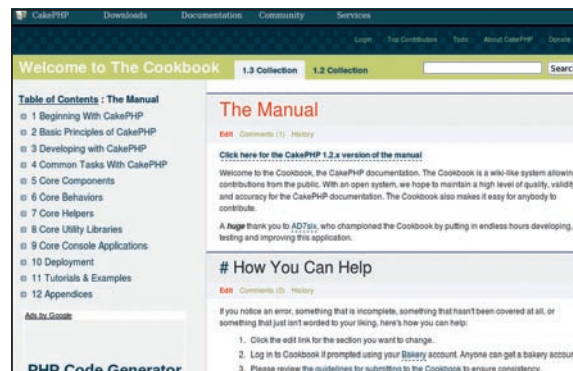 CakePHP Downloads Documentation Community Services
Login Top Contributors Todo About CakePHP Donate
Welcome to The Cookbook 1.3 Collection 1.2 Collection Searc
Table of Contents : The Manual
1 Beginning With CakePHP
2 Basic Principles of CakePHP
3 Developing with CakePHP
4 Common Tasks With CakePHP
5 Core Components
6 Core Behaviors
7 Core Helpers
8 Core Utility Libraries
9 Core Console Applications
10 Deployment
11 Tutorials & Examples
12 Appendices
Ads by Google
PHP Code Generator
The Manual
Edit Comments (1) History
Click here for the CakePHP 1.2.x version of the manual
Welcome to the Cookbook, the CakePHP documentation. The Cookbook is a wiki-like system allowing
contributions from the public. With an open system, we hope to maintain a high level of quality, validity
and accuracy for the CakePHP documentation. The Cookbook also makes it easy for anybody to
contribute.
A huge thank you to AD7six, who championed the Cookbook by putting in endless hours developing,
testing and improving this application.
# How You Can Help
Edit Comments (0) History
If you notice an error, something that is incomplete, something that hasn't been covered at all, or
something that just isn't worded to your liking, here's how you can help:
1. Click the edit link for the section you want to change.
2. Log in to Cookbook if prompted using your Bakery account. Anyone can get a bakery accoun
3. Please review the guidelines for submitting to the Cookbook to ensure consistency.